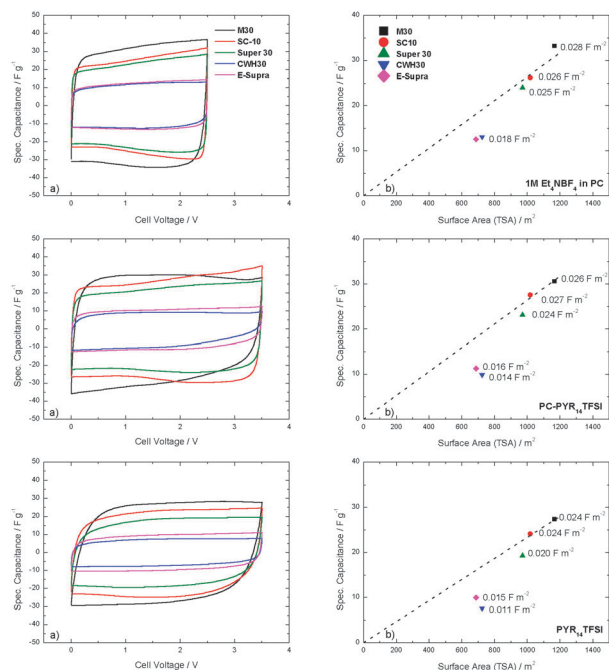 50
40
30
20
10
0
-10
-20
-30
-40
-50
0
1
2
3
4
Spec. Capacitance / F g⁻¹
Cell Voltage / V
a)
M30
SC-10
Super 30
CWH30
E-Supra
40
30
20
10
0
0
200
400
600
800
1000
1200
1400
Spec. Capacitance / F g⁻¹
Surface Area (TSA) / m²
b)
M30
SC10
Super 30
CWH30
E-Supra
0.028 F m⁻²
0.026 F m⁻²
0.025 F m⁻²
0.018 F m⁻²
1M Et₄NBF₄ in PC
50
40
30
20
10
0
-10
-20
-30
-40
-50
0
1
2
3
4
Spec. Capacitance / F g⁻¹
Cell Voltage / V
a)
40
30
20
10
0
0
200
400
600
800
1000
1200
1400
Spec. Capacitance / F g⁻¹
Surface Area (TSA) / m²
b)
0.026 F m⁻²
0.027 F m⁻²
0.024 F m⁻²
0.016 F m⁻²
0.014 F m⁻²
PC-PYR₁₄TFSI
50
40
30
20
10
0
-10
-20
-30
-40
-50
0
1
2
3
4
Spec. Capacitance / F g⁻¹
Cell Voltage / V
a)
40
30
20
10
0
0
200
400
600
800
1000
1200
1400
Spec. Capacitance / F g⁻¹
Surface Area (TSA) / m²
b)
0.024 F m⁻²
0.024 F m⁻²
0.020 F m⁻²
0.015 F m⁻²
0.011 F m⁻²
PYR₁₄TFSI